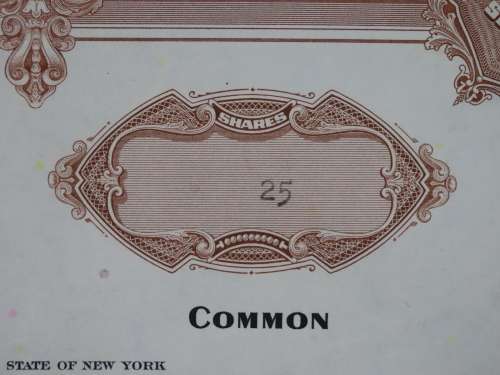 SHARES
25
COMMON
STATE OF NEW YORK